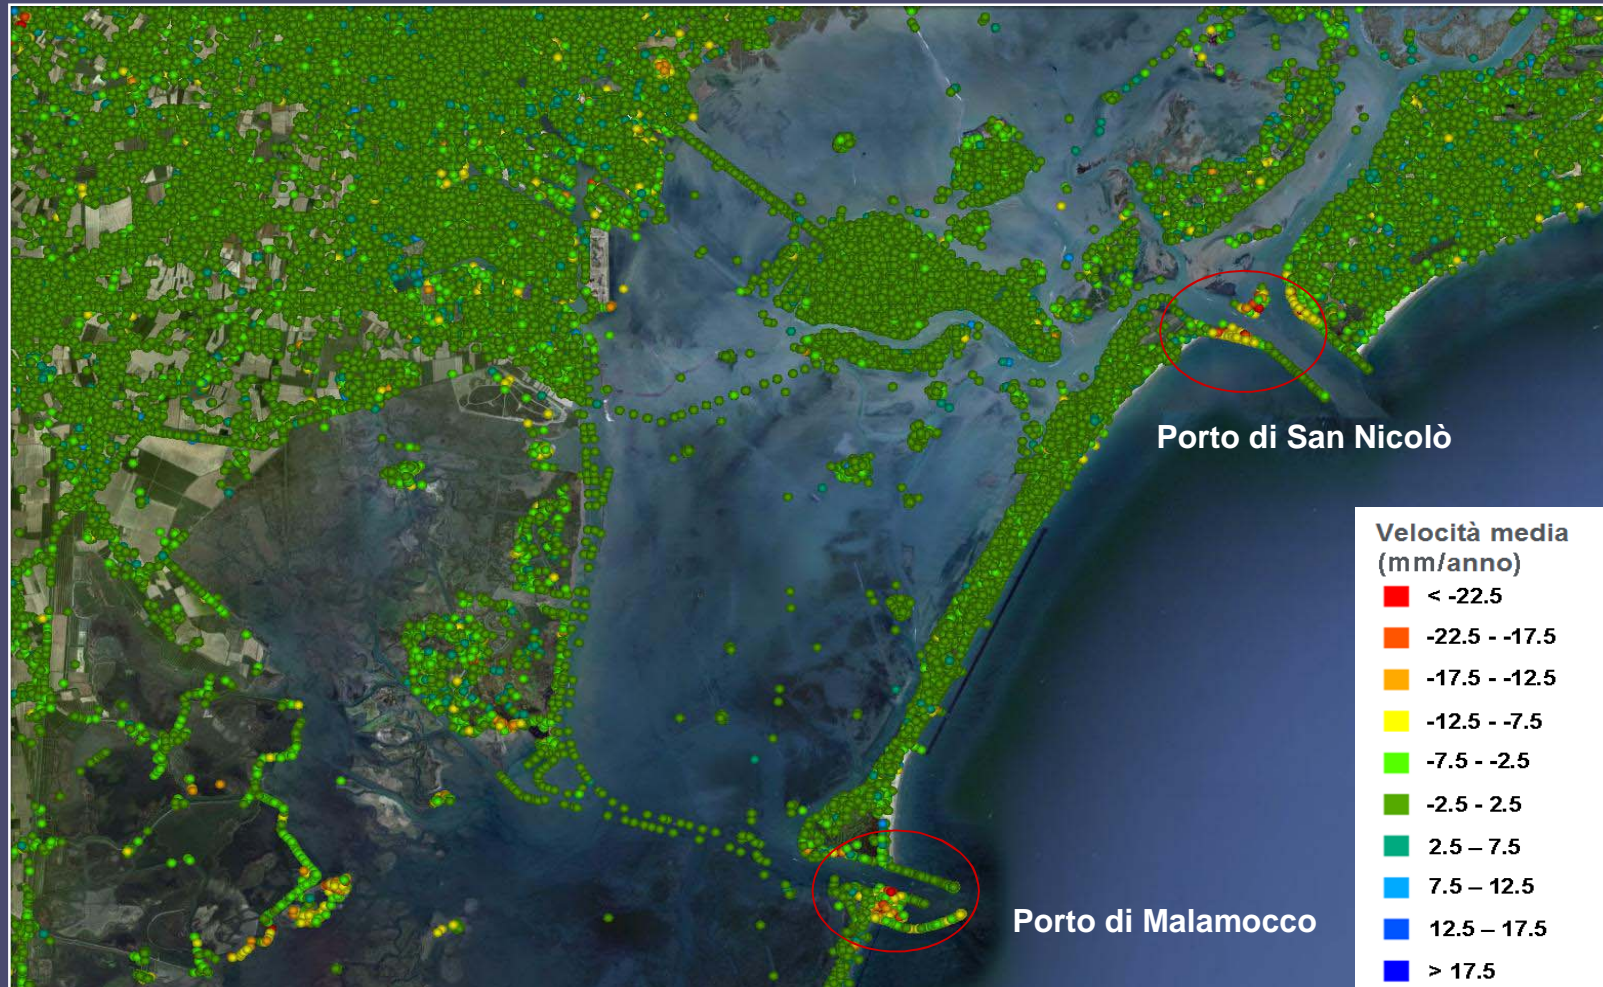 Porto di San Nicolò
Porto di Malamocco
Velocità media
(mm/anno)
< -22.5
-22.5 - -17.5
-17.5 - -12.5
-12.5 - -7.5
-7.5 - -2.5
-2.5 - 2.5
2.5 – 7.5
7.5 – 12.5
12.5 – 17.5
> 17.5